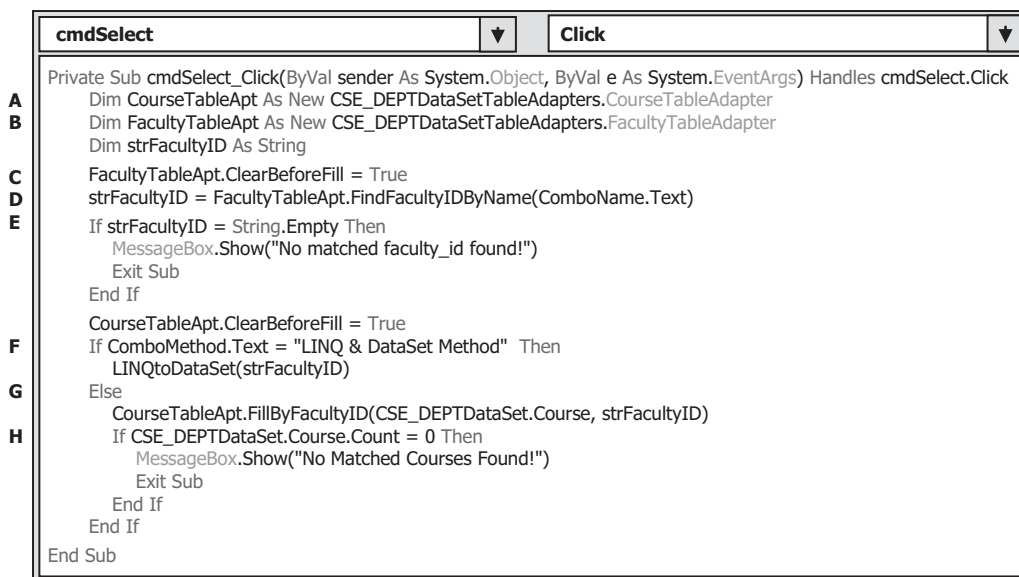 cmdSelect Click
Private Sub cmdSelect_Click(ByVal sender As System.Object, ByVal e As System.EventArgs) Handles cmdSelect.Click
A Dim CourseTableApt As New CSE_DEPTDataSetTableAdapters.CourseTableAdapter
B Dim FacultyTableApt As New CSE_DEPTDataSetTableAdapters.FacultyTableAdapter
Dim strFacultyID As String
C FacultyTableApt.ClearBeforeFill = True
D strFacultyID = FacultyTableApt.FindFacultyIDByName(ComboName.Text)
E If strFacultyID = String.Empty Then
MessageBox.Show("No matched faculty_id found!")
Exit Sub
End If
CourseTableApt.ClearBeforeFill = True
F If ComboMethod.Text = "LINQ & DataSet Method" Then
LINQtoDataSet(strFacultyID)
G Else
CourseTableApt.FillByFacultyID(CSE_DEPTDataSet.Course, strFacultyID)
H If CSE_DEPTDataSet.Course.Count = 0 Then
MessageBox.Show("No Matched Courses Found!")
Exit Sub
End If
End If
End Sub